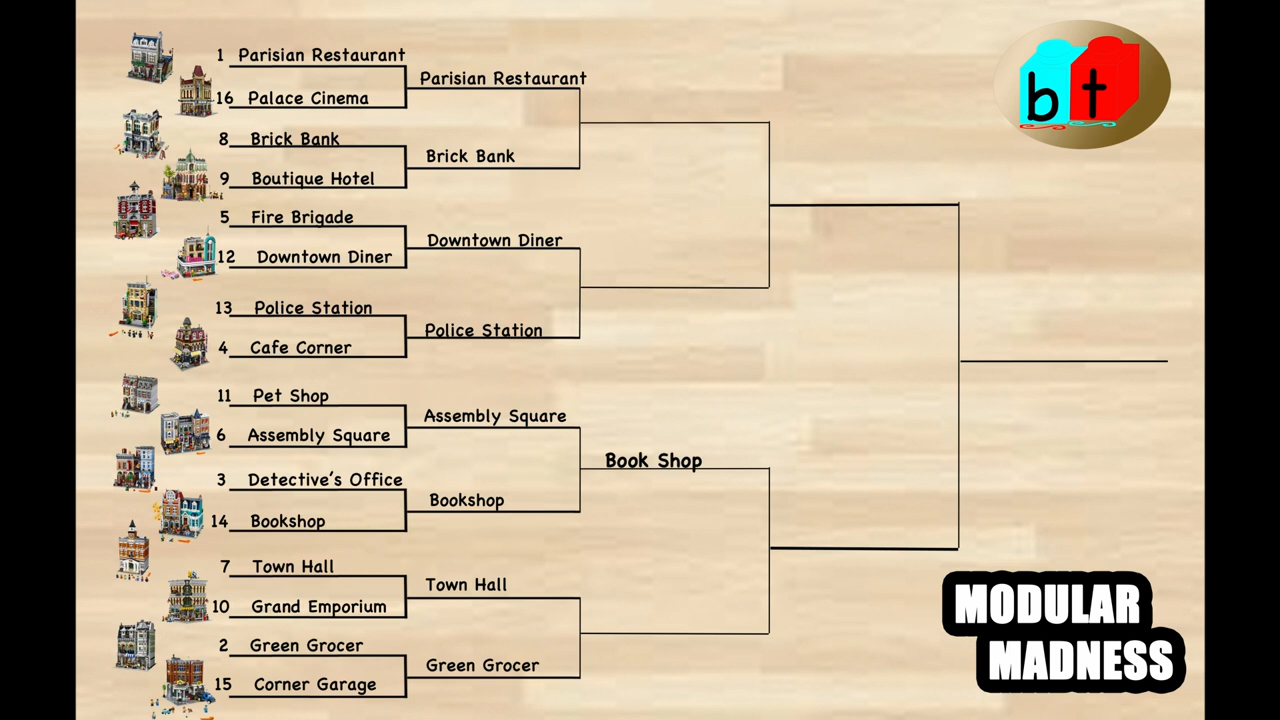 1 Parisian Restaurant
16 Palace Cinema
8 Brick Bank
9 Boutique Hotel
5 Fire Brigade
12 Downtown Diner
13 Police Station
4 Cafe Corner
11 Pet Shop
6 Assembly Square
3 Detective's Office
14 Bookshop
7 Town Hall
10 Grand Emporium
2 Green Grocer
15 Corner Garage
Parisian Restaurant
Brick Bank
Downtown Diner
Police Station
Assembly Square
Bookshop
Town Hall
Green Grocer
Book Shop
b t
MODULAR
MADNESS